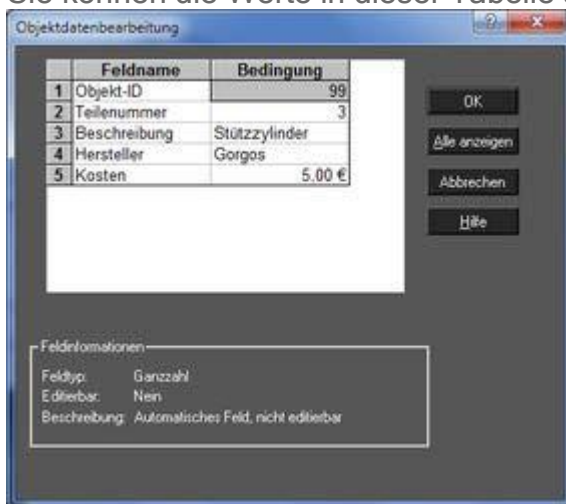 Sie können die Werte in dieser Tabelle
Objektdatenbearbeitung
Feldname Bedingung
1 Objekt-ID 99
2 Teilenummer 3
3 Beschreibung Stützzylinder
4 Hersteller Gorgos
5 Kosten 5,00 €
OK
Alle anzeigen
Abbrechen
Hilfe
Feldinformationen
Feldtyp: Ganzzahl
Editierbar: Nein
Beschreibung: Automatisches Feld, nicht editierbar